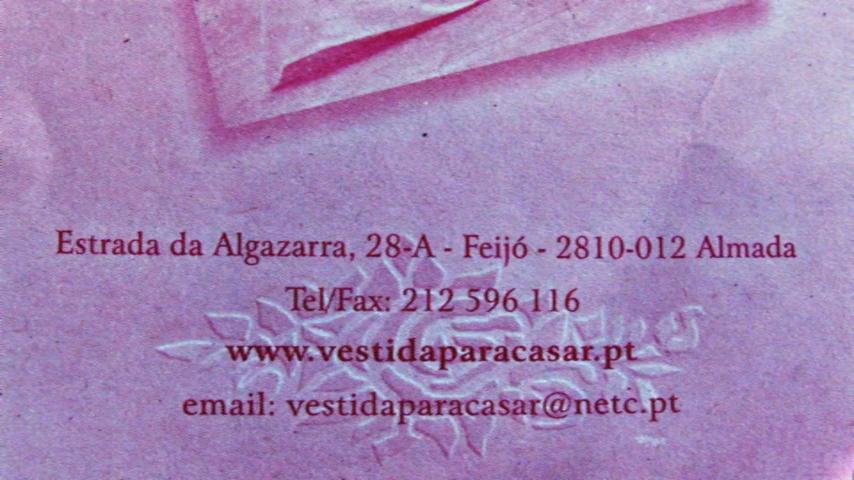 Estrada da Algazarra, 28-A - Feijó - 2810-012 Almada
Tel/Fax: 212 596 116
www.vestidaparacasar.pt
email: vestidaparacasar@netc.pt